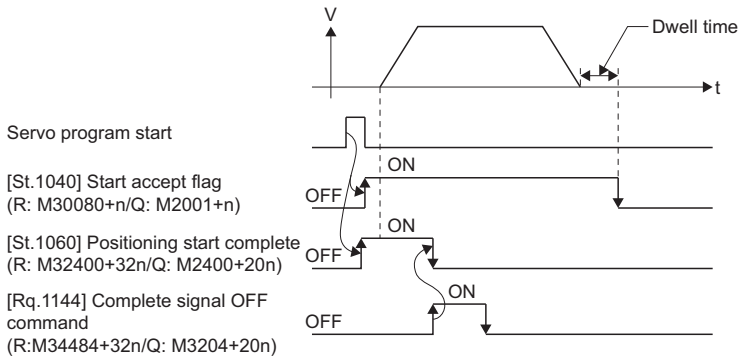 V
Dwell time
t
Servo program start
ON
[St.1040] Start accept flag
OFF
(R: M30080+n/Q: M2001+n)
ON
[St.1060] Positioning start complete
OFF
(R: M32400+32n/Q: M2400+20n)
ON
[Rq.1144] Complete signal OFF
command
OFF
(R:M34484+32n/Q: M3204+20n)